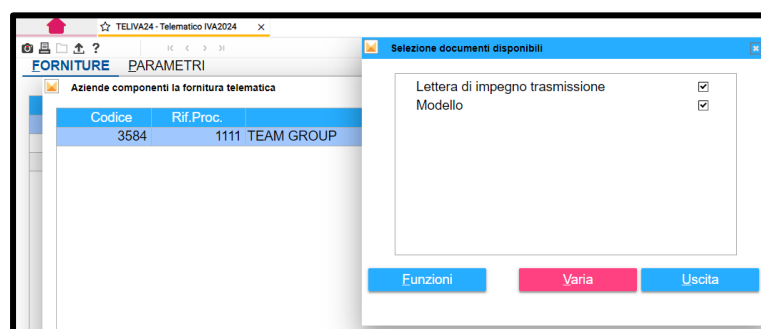 TELIVA24 - Telematico IVA2024
?
FORNITURE PARAMETRI
Aziende componenti la fornitura telematica
Codice Rif.Proc.
3584 1111 TEAM GROUP
Selezione documenti disponibili
Lettera di impegno trasmissione
Modello
Funzioni Varia Uscita